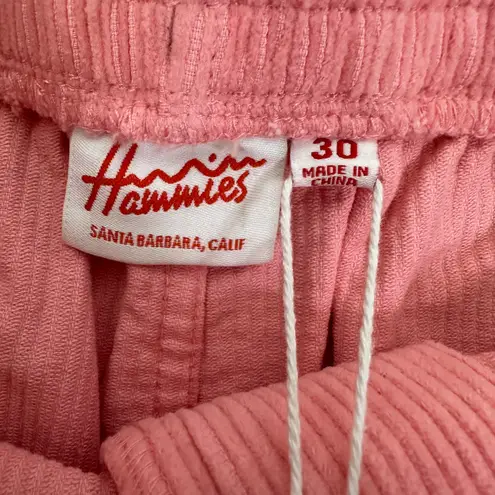 Hammies
SANTA BARBARA, CALIF
30
MADE IN
CHINA